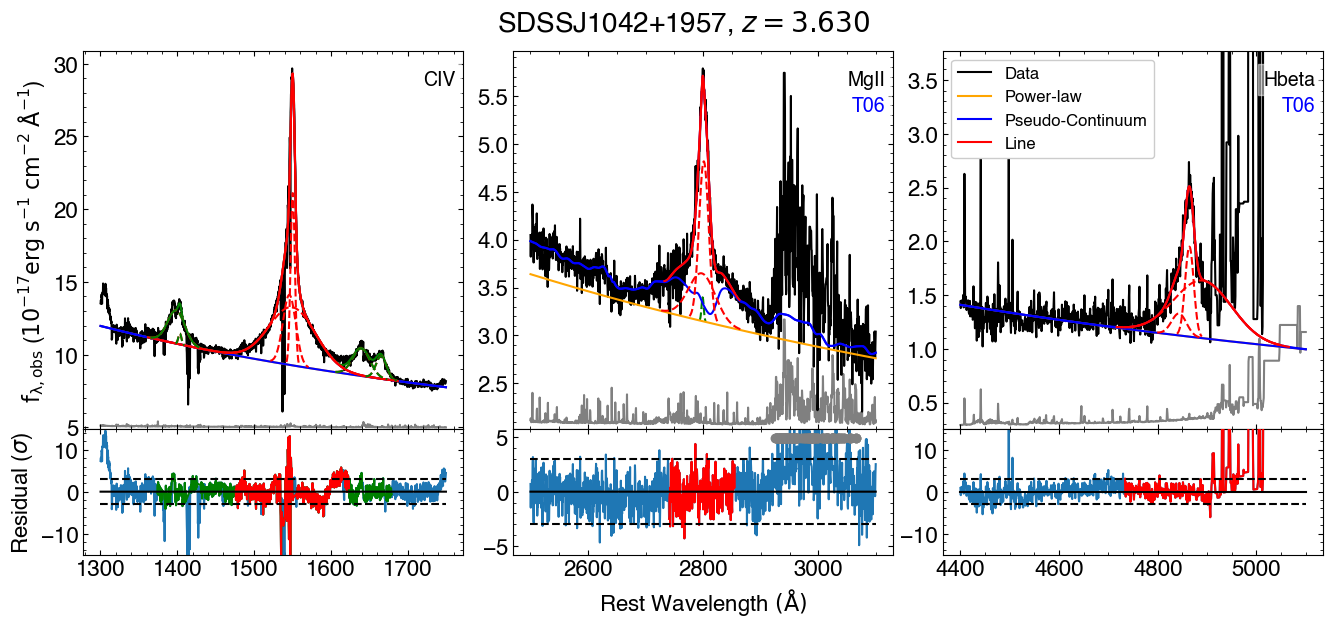 SDSSJ1042+1957, z = 3.630
f_λ,obs (10⁻¹⁷erg s⁻¹ cm⁻² Å⁻¹)
30
25
20
15
10
5
CIV
5.5
5.0
4.5
4.0
3.5
3.0
2.5
MgII
T06
3.5
3.0
2.5
2.0
1.5
1.0
0.5
Data
Power-law
Pseudo-Continuum
Line
Hbeta
T06
Residual (σ)
10
0
−10
1300 1400 1500 1600 1700
5
0
−5
2600 2800 3000
10
0
−10
4400 4600 4800 5000
Rest Wavelength (Å)